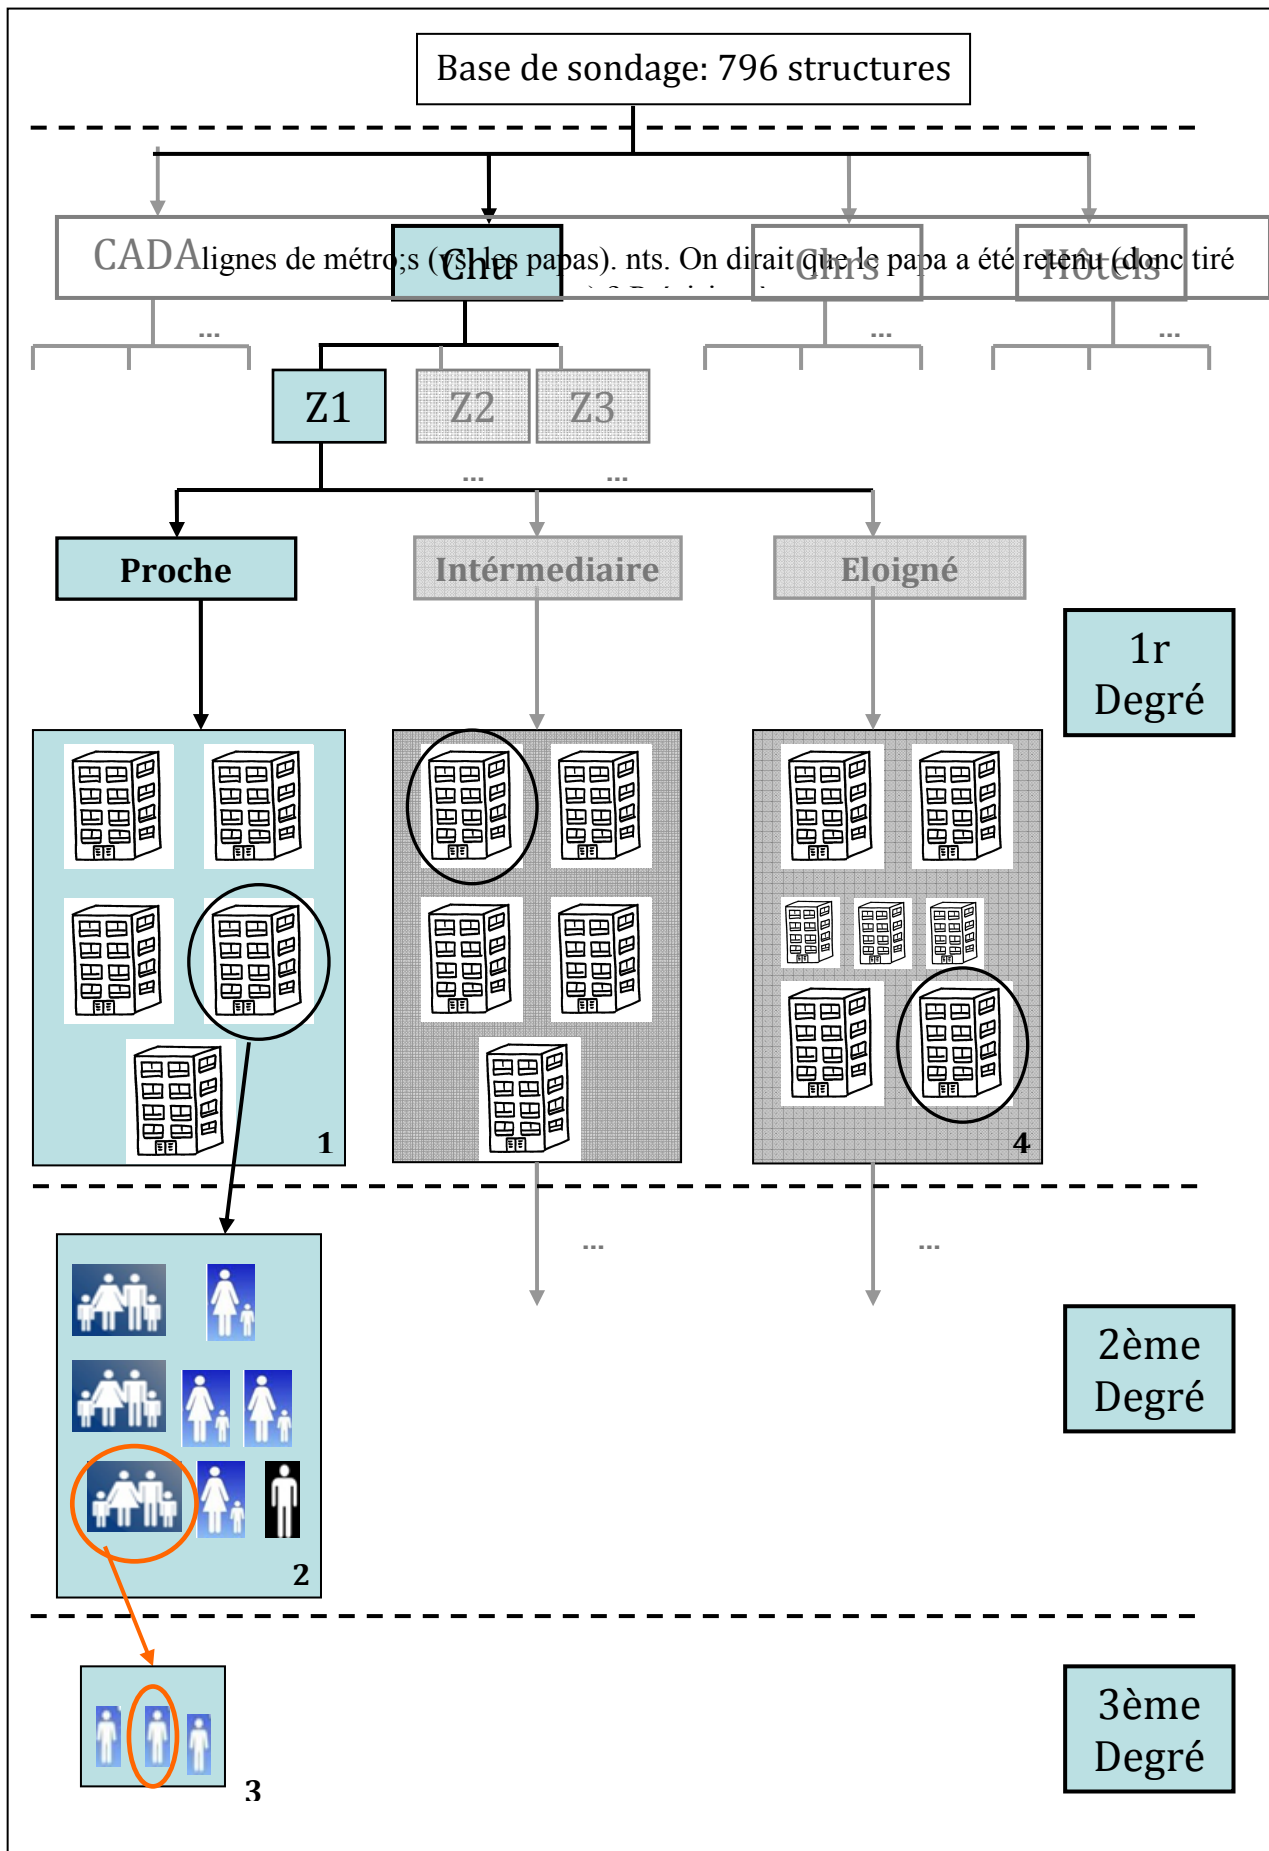 Base de sondage: 796 structures
CADA
Chu
Chrs
Hôtels
lignes de métro;s (vs. les papas). nts. On dirait que le papa a été retenu (donc tiré
...
...
...
Z1
Z2
Z3
...
...
Proche
Intérmediaire
Eloigné
1r
Degré
1
4
...
...
2ème
Degré
2
3ème
Degré
3